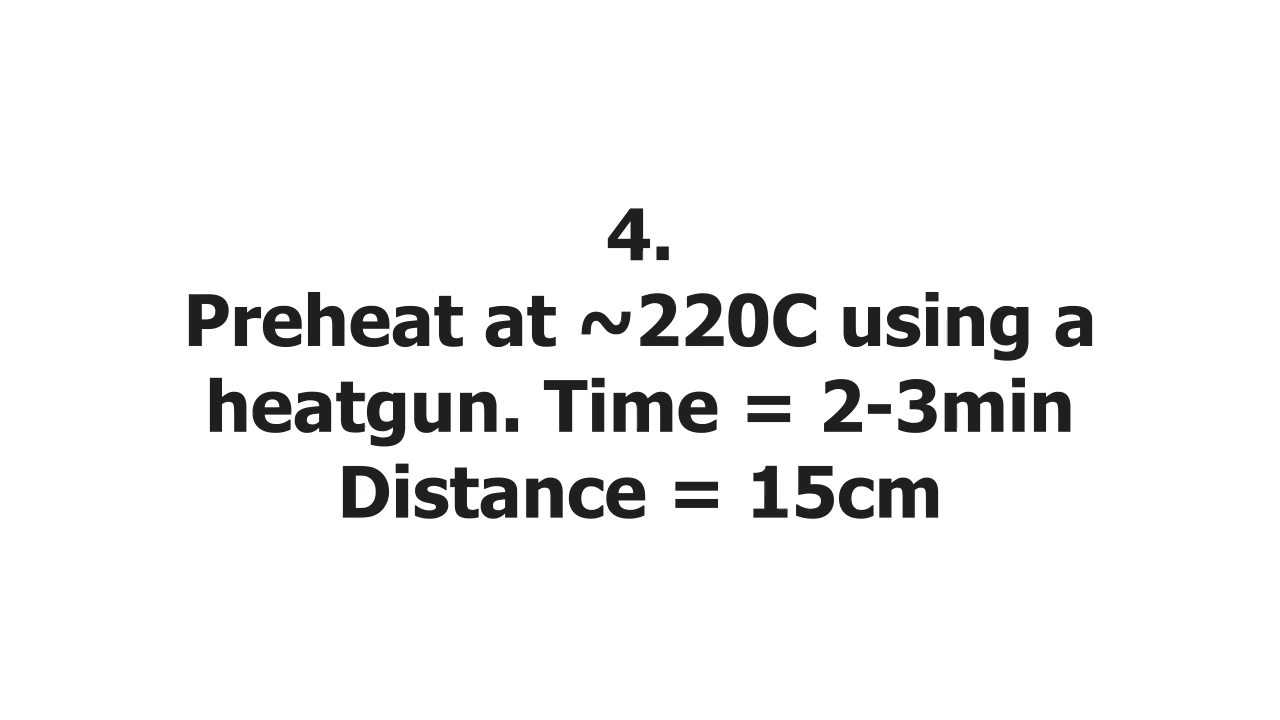 4.
Preheat at ~220C using a
heatgun. Time = 2-3min
Distance = 15cm